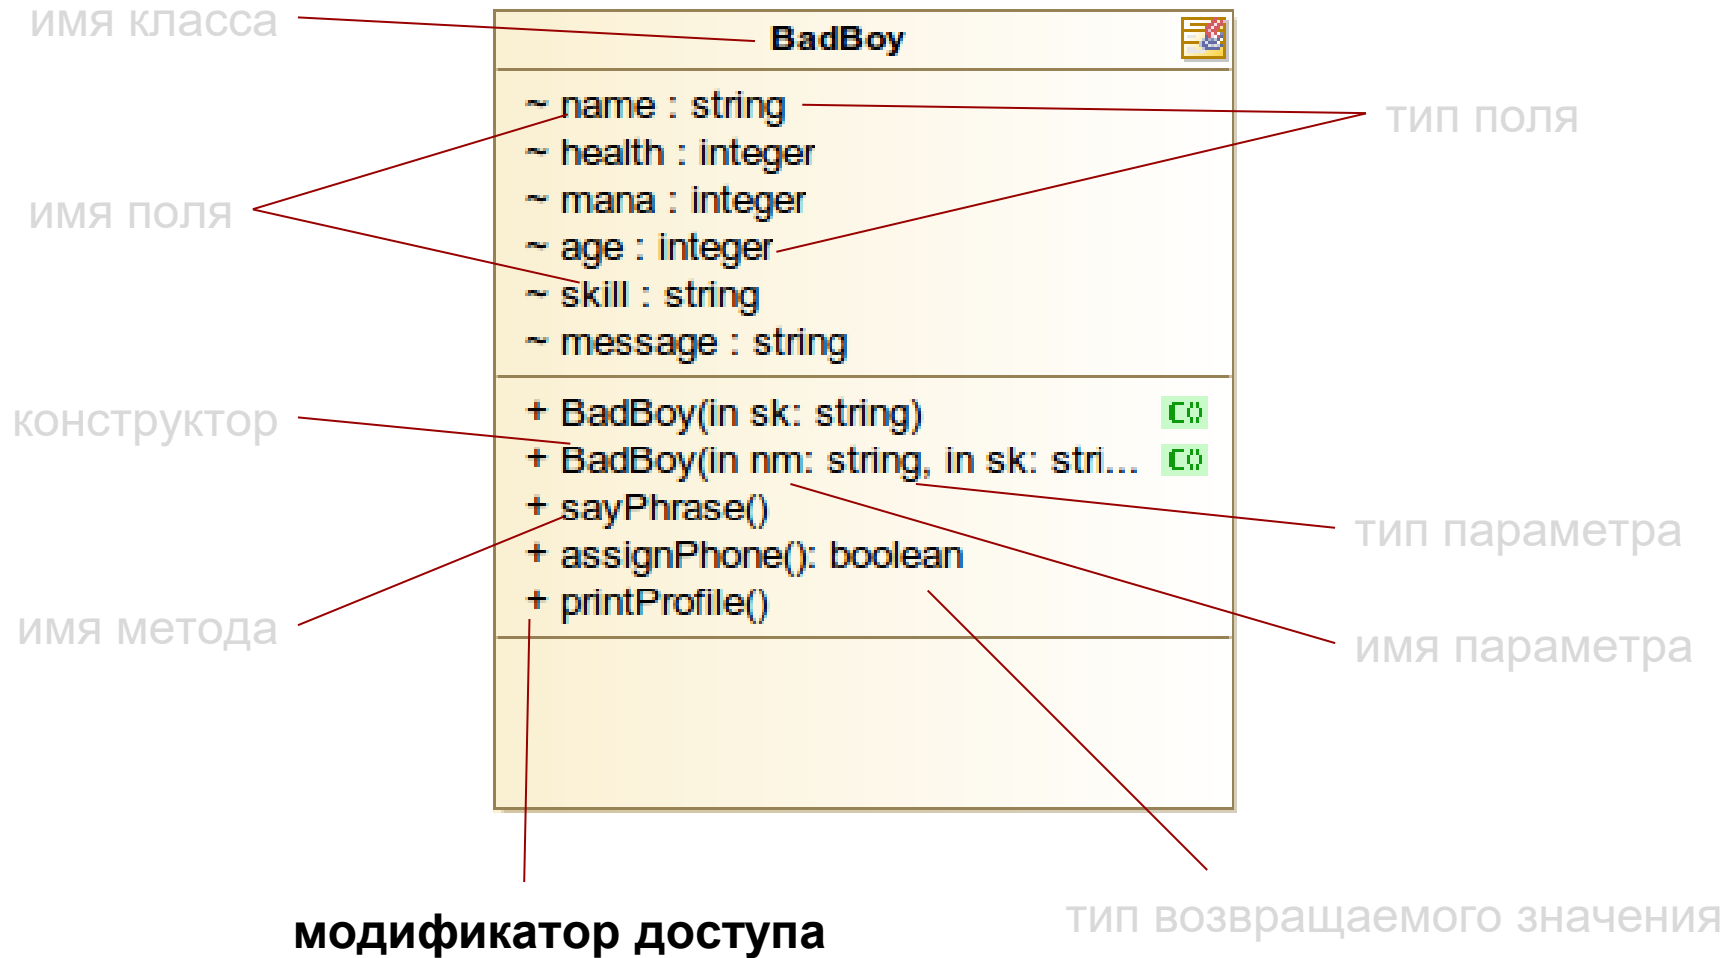 имя класса
BadBoy
~ name : string
тип поля
~ health : integer
~ mana : integer
имя поля
~ age : integer
~ skill : string
~ message : string
конструктор
+ BadBoy(in sk: string)
+ BadBoy(in nm: string, in sk: stri...
+ sayPhrase()
тип параметра
+ assignPhone(): boolean
+ printProfile()
имя метода
имя параметра
модификатор доступа
тип возвращаемого значения